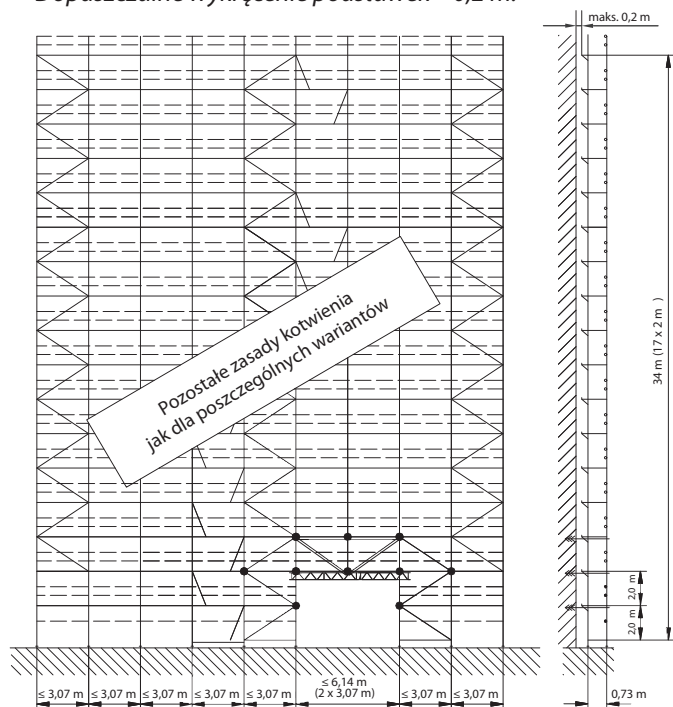 Dopuszczalne wykręcenie podstawek – 0,2 m.
maks. 0,2 m
Pozostałe zasady kotwienia
jak dla poszczególnych wariantów
34 m (17 x 2 m )
2,0 m
2,0 m
≤ 3,07 m
≤ 3,07 m
≤ 3,07 m
≤ 3,07 m
≤ 3,07 m
≤ 6,14 m
(2 x 3,07 m)
≤ 3,07 m
≤ 3,07 m
0,73 m